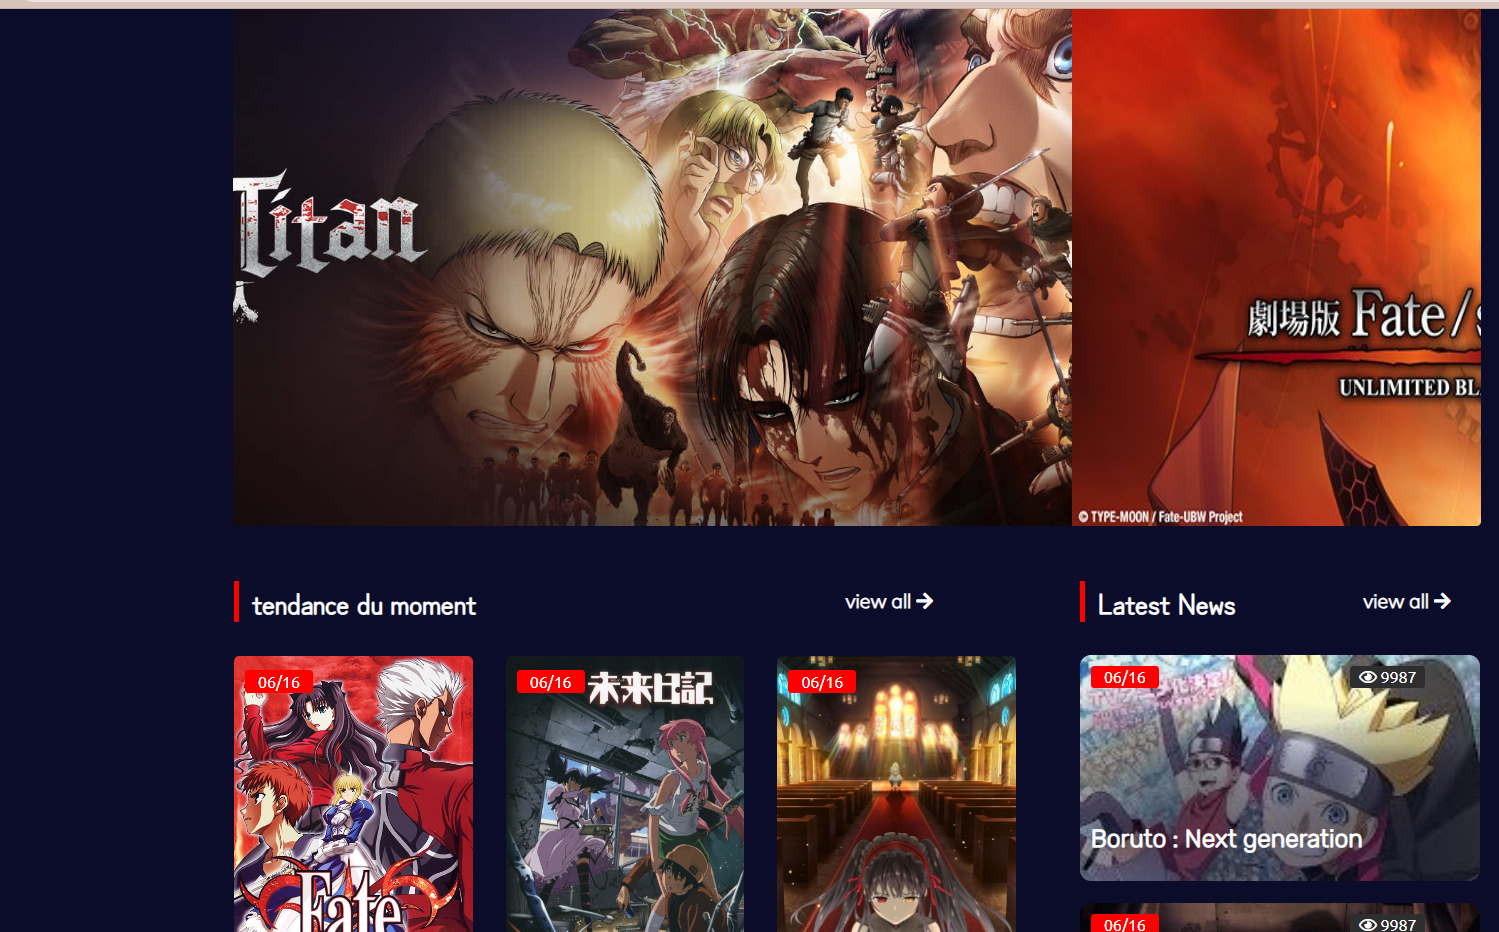 Titan
劇場版 Fate/s
UNLIMITED BL
© TYPE-MOON / Fate-UBW Project
tendance du moment
view all
Latest News
view all
06/16
06/16
未来日記
06/16
06/16
9987
Boruto : Next generation
Fate
06/16
9987